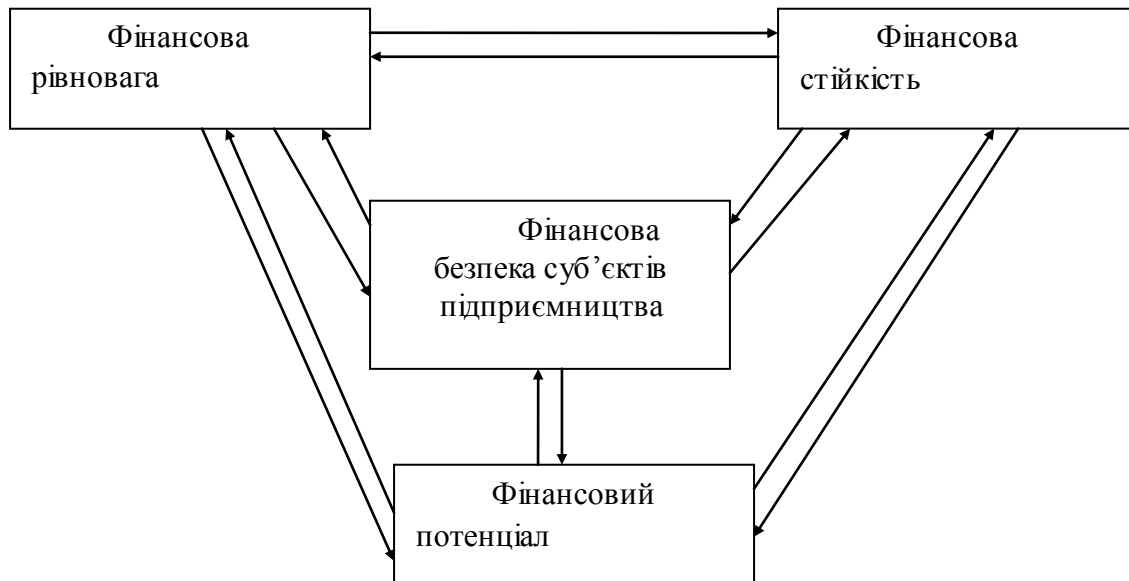 Фінансова
рівновага
Фінансова
стійкість
Фінансова
безпека суб’єктів
підприємництва
Фінансовий
потенціал